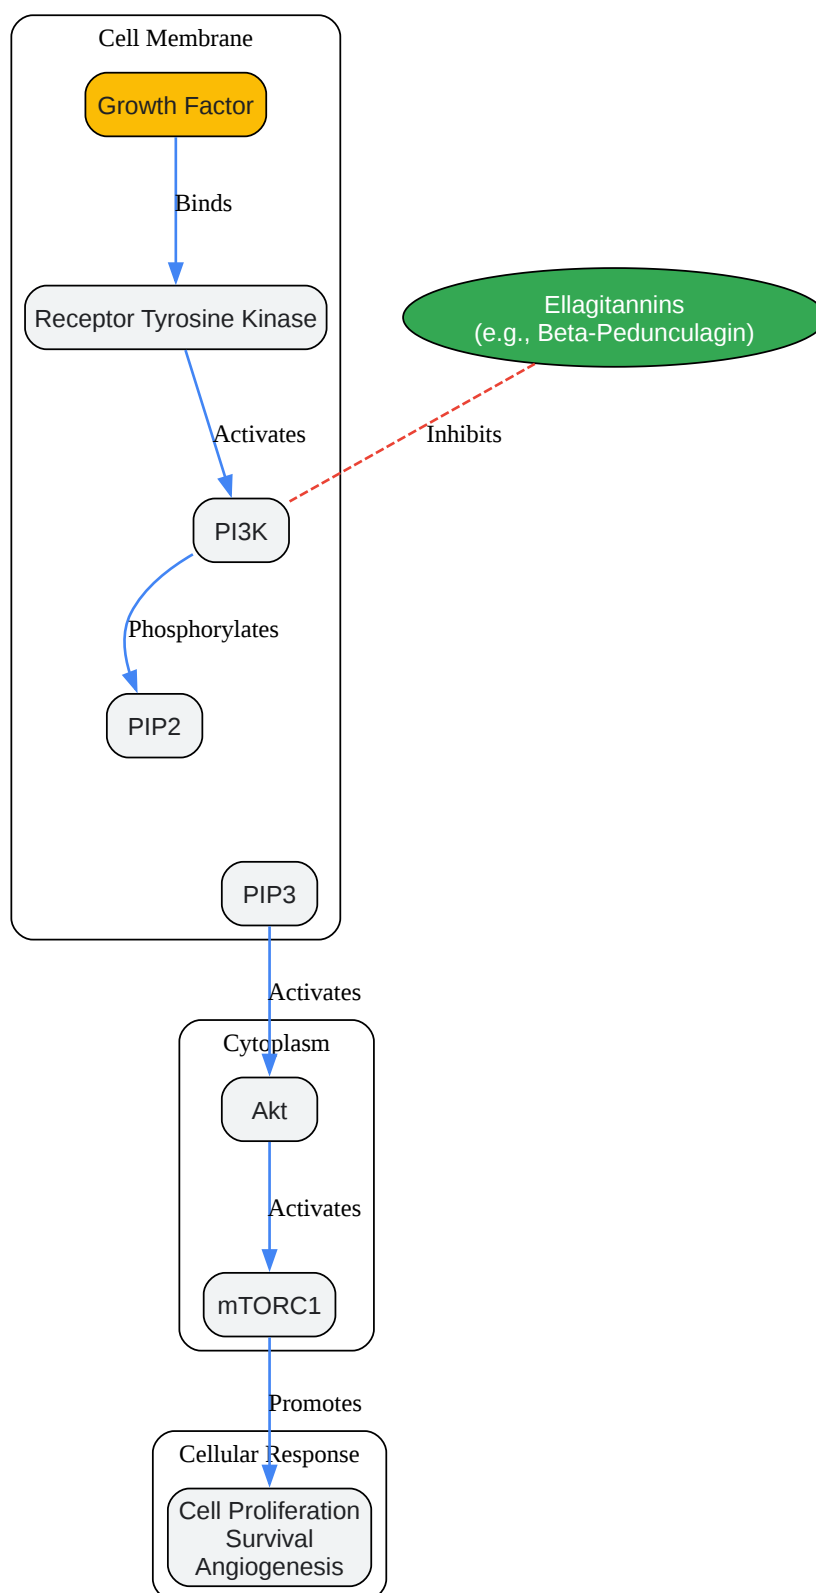 Cell Membrane
Growth Factor
Binds
Receptor Tyrosine Kinase
Ellagitannins
(e.g., Beta-Pedunculagin)
Activates
Inhibits
PI3K
Phosphorylates
PIP2
PIP3
Activates
Cytoplasm
Akt
Activates
mTORC1
Promotes
Cellular Response
Cell Proliferation
Survival
Angiogenesis